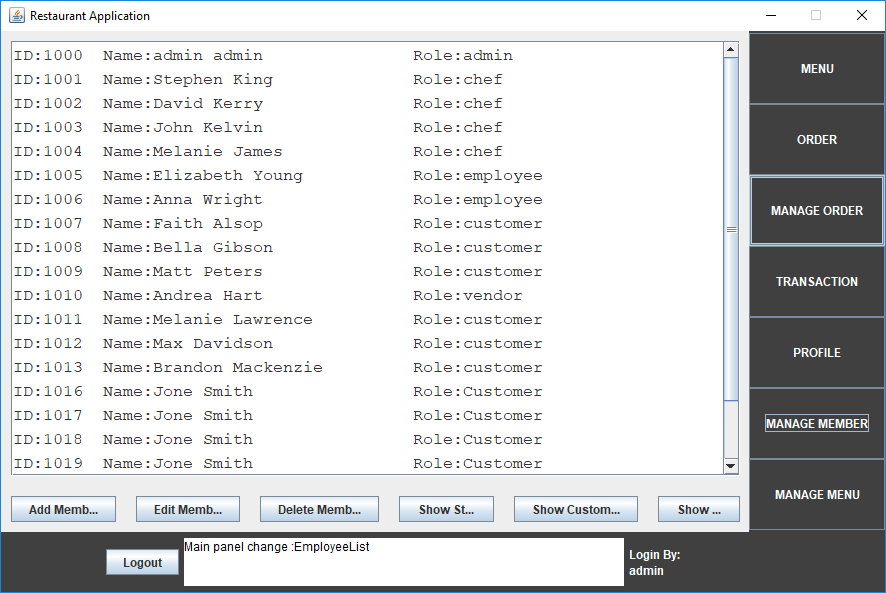 Restaurant Application
ID:1000 Name:admin admin Role:admin
ID:1001 Name:Stephen King Role:chef
ID:1002 Name:David Kerry Role:chef
ID:1003 Name:John Kelvin Role:chef
ID:1004 Name:Melanie James Role:chef
ID:1005 Name:Elizabeth Young Role:employee
ID:1006 Name:Anna Wright Role:employee
ID:1007 Name:Faith Alsop Role:customer
ID:1008 Name:Bella Gibson Role:customer
ID:1009 Name:Matt Peters Role:customer
ID:1010 Name:Andrea Hart Role:vendor
ID:1011 Name:Melanie Lawrence Role:customer
ID:1012 Name:Max Davidson Role:customer
ID:1013 Name:Brandon Mackenzie Role:customer
ID:1016 Name:Jone Smith Role:Customer
ID:1017 Name:Jone Smith Role:Customer
ID:1018 Name:Jone Smith Role:Customer
ID:1019 Name:Jone Smith Role:Customer
MENU
ORDER
MANAGE ORDER
TRANSACTION
PROFILE
MANAGE MEMBER
MANAGE MENU
Add Memb... Edit Memb... Delete Memb... Show St... Show Custom... Show ...
Logout
Main panel change :EmployeeList
Login By:
admin